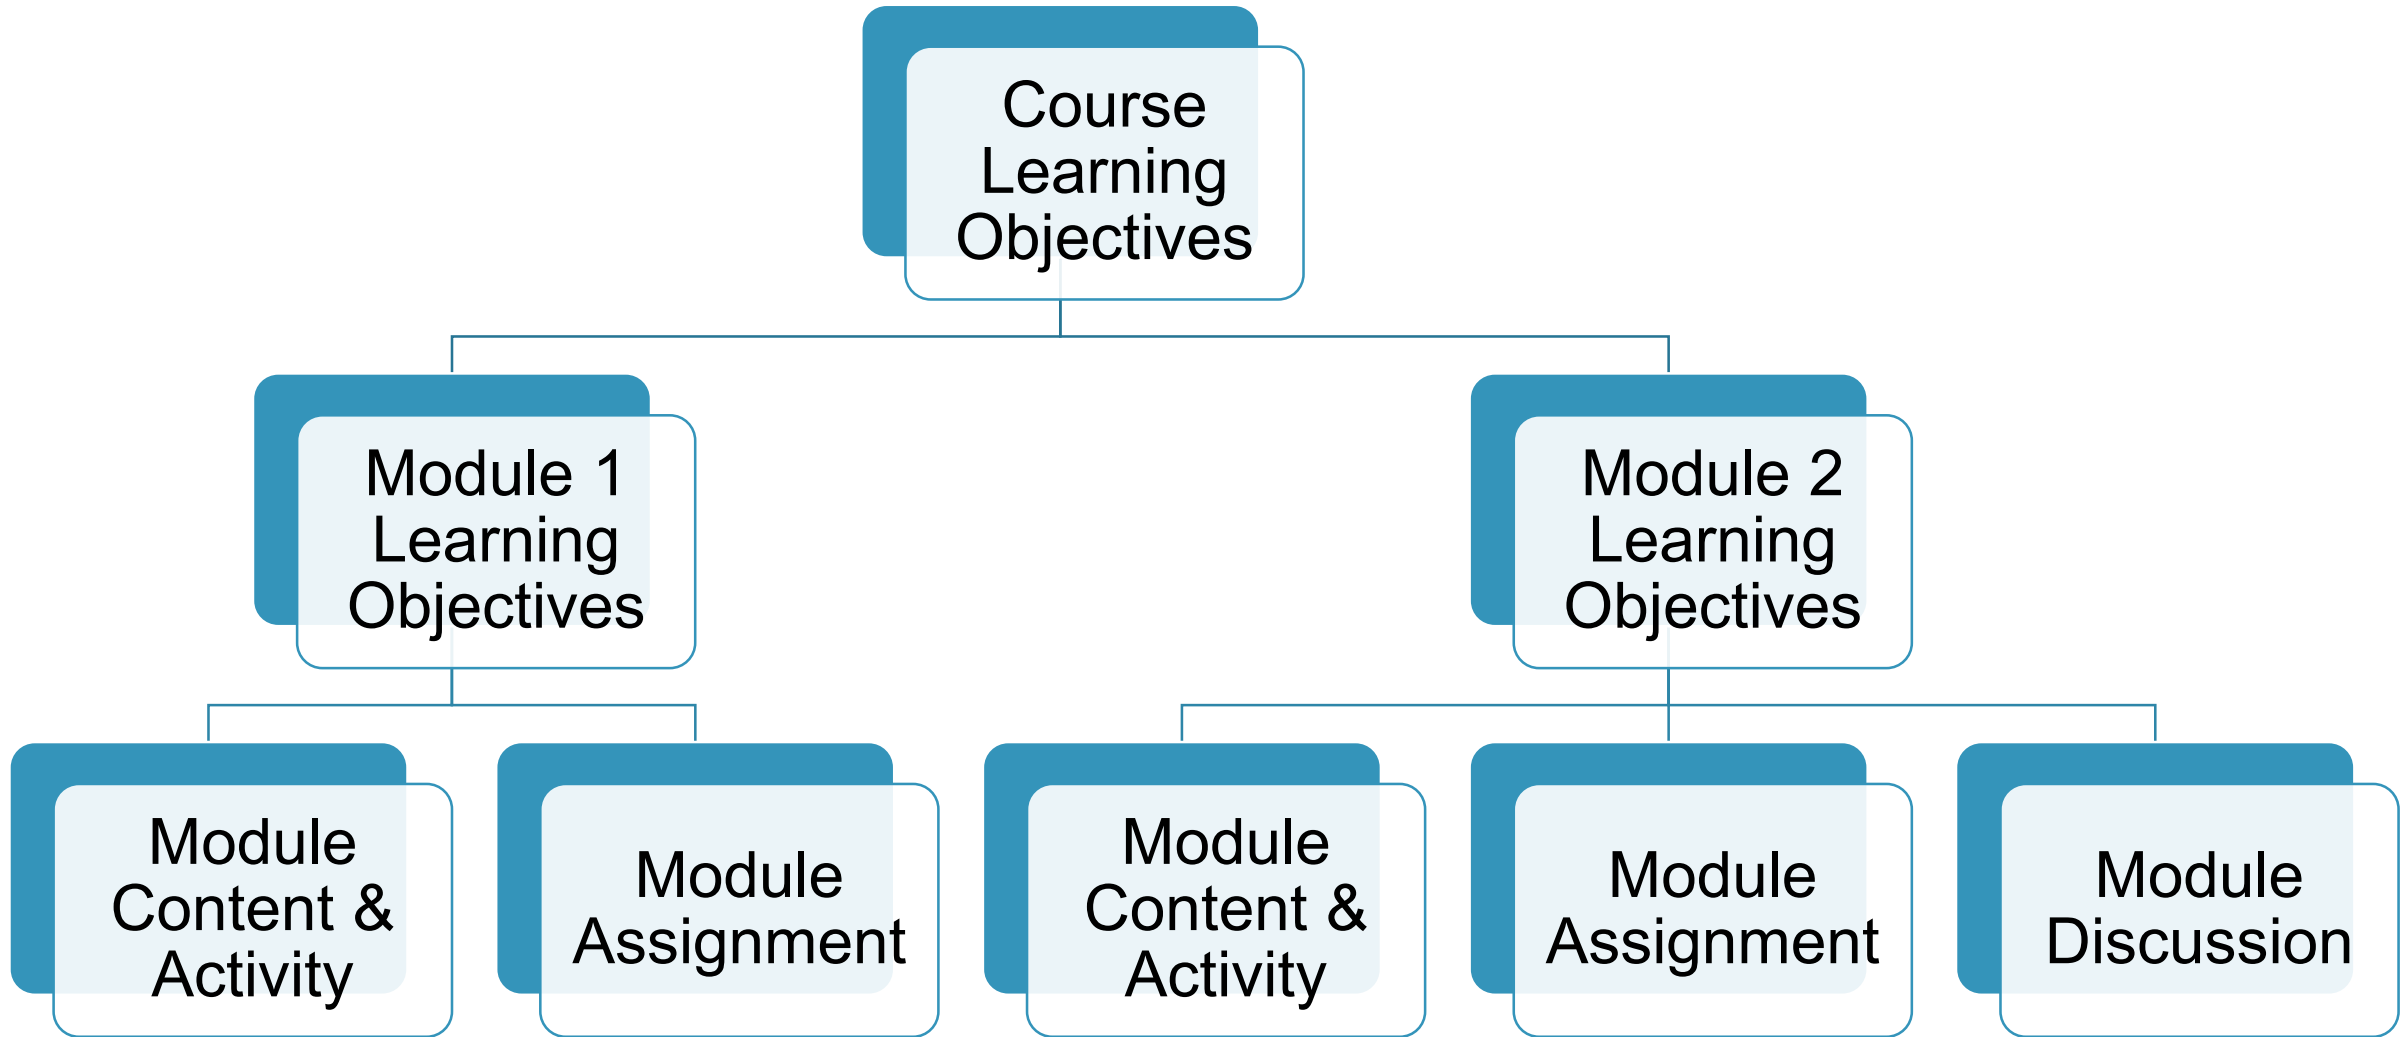 Course
Learning
Objectives
Module 1
Learning
Objectives
Module 2
Learning
Objectives
Module
Content &
Activity
Module
Assignment
Module
Content &
Activity
Module
Assignment
Module
Discussion